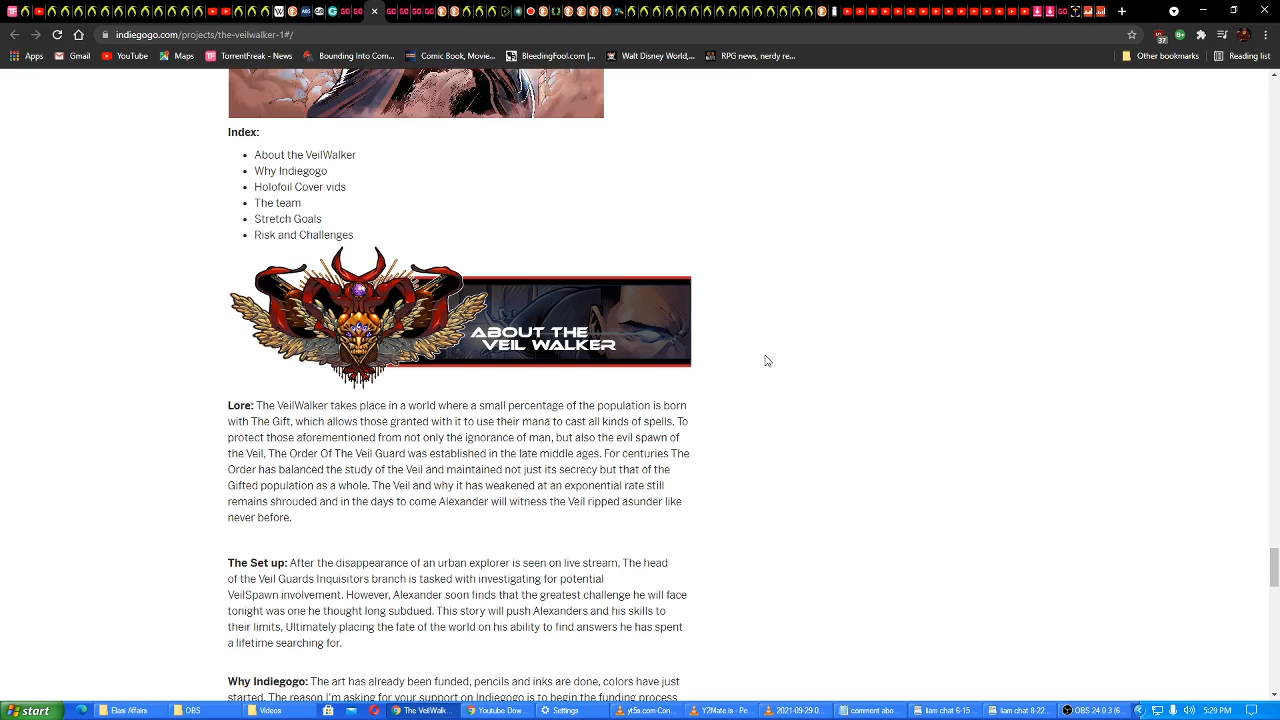 indiegogo.com/projects/the-veilwalker-1#/
Apps
Gmail
YouTube
Maps
TorrentFreak - News
Bounding Into Com...
Comic Book, Movie...
BleedingFool.com |...
Walt Disney World,...
RPG news, nerdy re...
Other bookmarks
Reading list
Index:
• About the VeilWalker
• Why Indiegogo
• Holofoil Cover vids
• The team
• Stretch Goals
• Risk and Challenges
ABOUT THE
VEIL WALKER
Lore: The VeilWalker takes place in a world where a small percentage of the population is born
with The Gift, which allows those granted with it to use their mana to cast all kinds of spells. To
protect those aforementioned from not only the ignorance of man, but also the evil spawn of
the Veil, The Order Of The Veil Guard was established in the late middle ages. For centuries The
Order has balanced the study of the Veil and maintained not just its secrecy but that of the
Gifted population as a whole. The Veil and why it has weakened at an exponential rate still
remains shrouded and in the days to come Alexander will witness the Veil ripped asunder like
never before.
The Set up: After the disappearance of an urban explorer is seen on live stream, The head
of the Veil Guards Inquisitors branch is tasked with investigating for potential
VeilSpawn involvement. However, Alexander soon finds that the greatest challenge he will face
tonight was one he thought long subdued. This story will push Alexanders and his skills to
their limits, Ultimately placing the fate of the world on his ability to find answers he has spent
a lifetime searching for.
Why Indiegogo: The art has already been funded, pencils and inks are done, colors have just
started. The reason I'm asking for your support on Indiegogo is to begin the funding process
start
Elasi Affairs
OBS
Videos
The VeilWalk...
Youtube Dow...
Settings
yt5s.com-Con...
Y2Mate.is - Pe...
2021-09-29 0...
comment abo...
liam chat 6-15...
liam chat 8-22...
OBS 24.0.3 (6...
5:29 PM